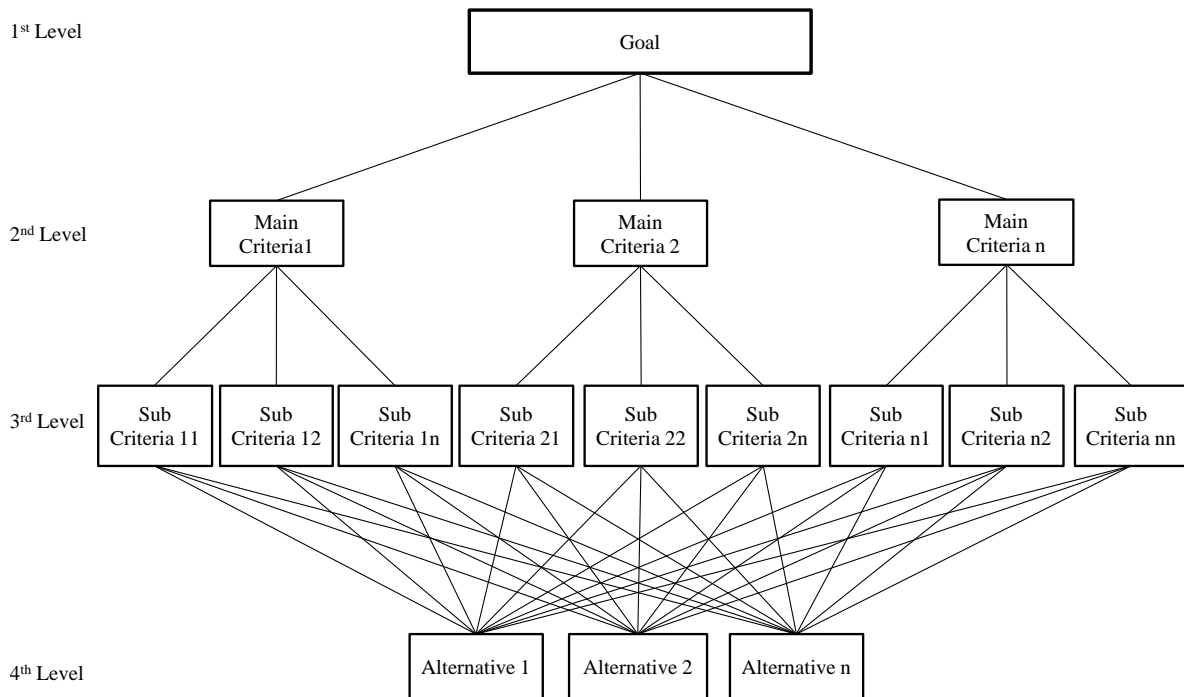 1st Level
Goal
2nd Level
Main
Criteria1
Main
Criteria 2
Main
Criteria n
3rd Level
Sub
Criteria 11
Sub
Criteria 12
Sub
Criteria 1n
Sub
Criteria 21
Sub
Criteria 22
Sub
Criteria 2n
Sub
Criteria n1
Sub
Criteria n2
Sub
Criteria nn
4th Level
Alternative 1
Alternative 2
Alternative n